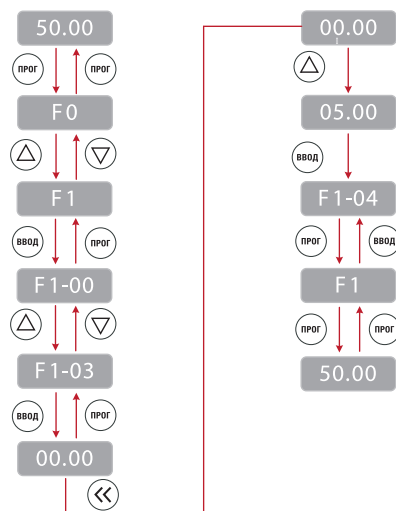 50.00
ПРОГ ПРОГ
F0
F1
ВВОД ПРОГ
F1-00
F1-03
ВВОД ПРОГ
00.00
00.00
05.00
ВВОД
F1-04
ПРОГ ВВОД
F1
ПРОГ ПРОГ
50.00